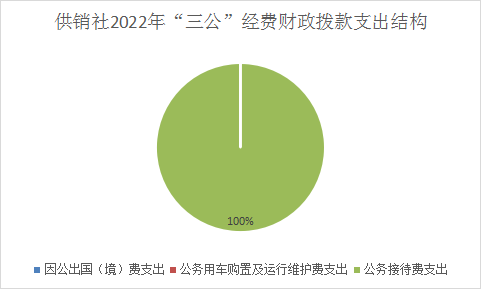 供销社2022年“三公”经费财政拨款支出结构
100%
因公出国（境）费支出 公务用车购置及运行维护费支出 公务接待费支出